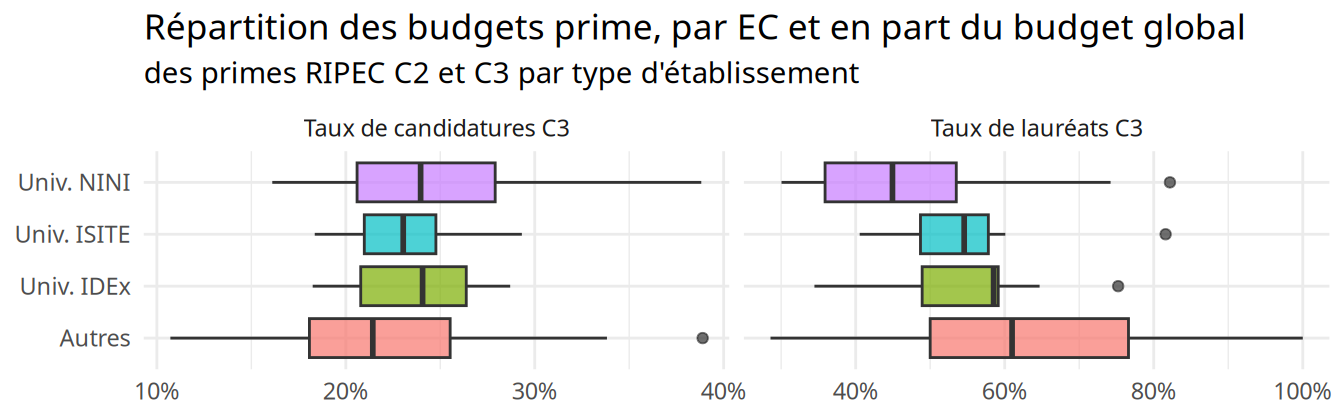 Répartition des budgets prime, par EC et en part du budget global
des primes RIPEC C2 et C3 par type d'établissement
Taux de candidatures C3
Taux de lauréats C3
Univ. NINI
Univ. ISITE
Univ. IDEx
Autres
10% 20% 30% 40% 40% 60% 80% 100%